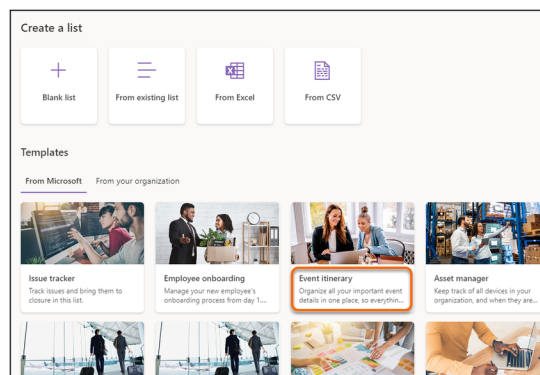 Create a list
Blank list
From existing list
From Excel
From CSV
Templates
From Microsoft
From your organization
Issue tracker
Track issues and bring them to
closure in this list.
Employee onboarding
Manage your new employee's
onboarding process from day 1....
Event itinerary
Organize all your important event
details in one place, so everythin...
Asset manager
Keep track of all devices in your
organization, and when they are...